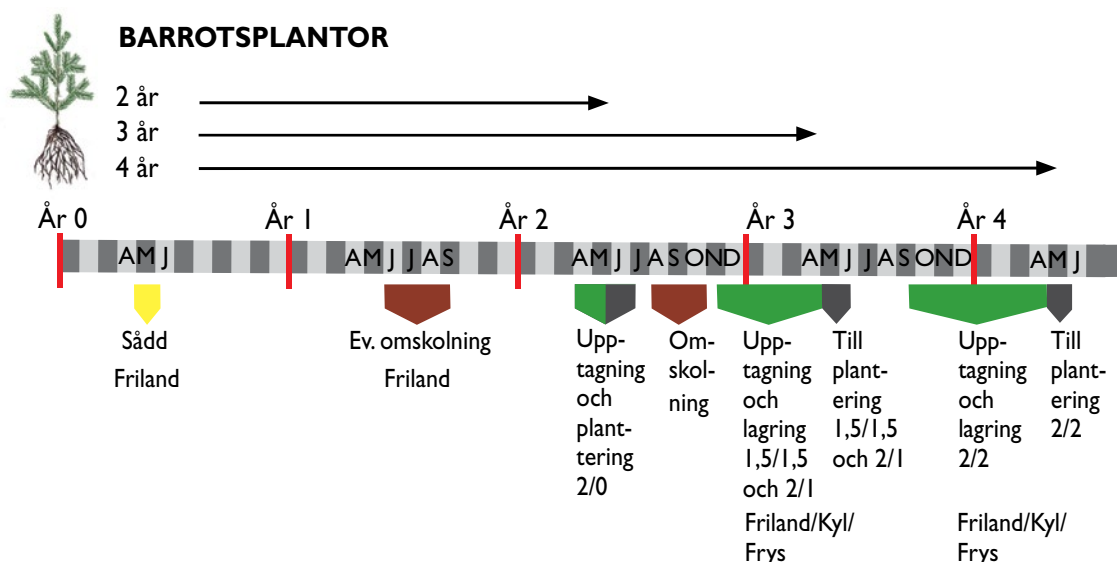 BARROTSPLANTOR
2 år
3 år
4 år
År 0
År 1
År 2
År 3
År 4
AMJ
AMJJAS
AMJJASOND
AMJJASOND
AMJ
Sådd
Friland
Ev. omskolning
Friland
Upp-
tagning
och
plant-
tering
2/0
Om-
skol-
ning
Upp-
tagning
och
lagring
1,5/1,5
och 2/1
Friland/Kyl/
Frys
Till
plant-
ering
1,5/1,5
och 2/1
Upp-
tagning
och
lagring
2/2
Friland/Kyl/
Frys
Till
plant-
ering
2/2